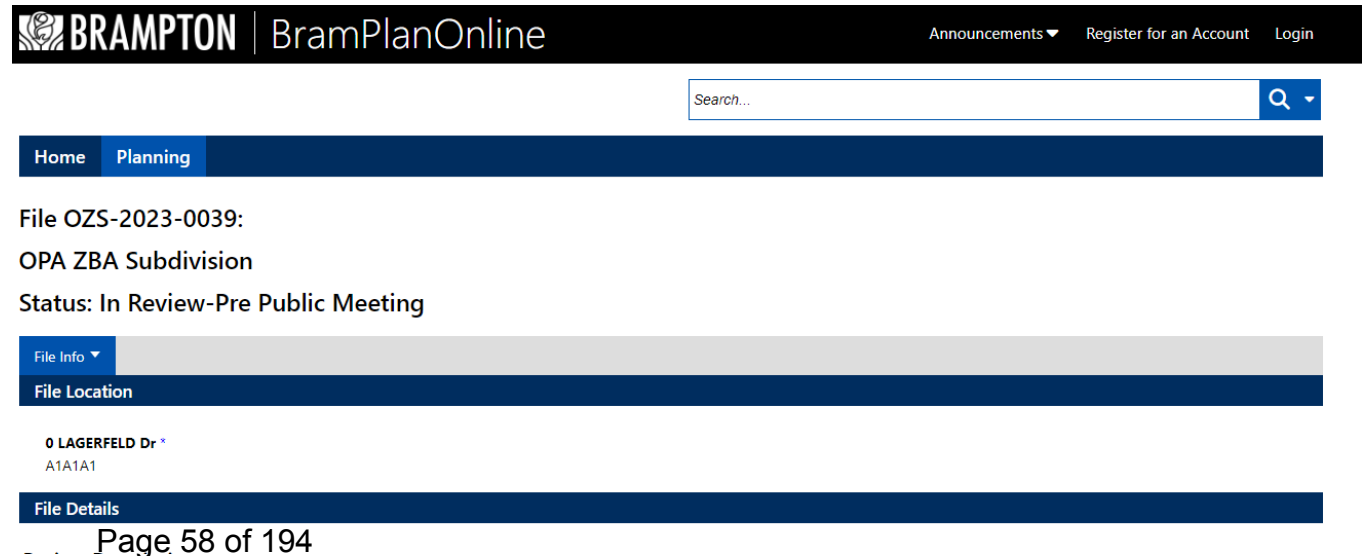 BRAMPTON | BramPlanOnline
Announcements ▼ Register for an Account Login
Search...
Home Planning
File OZS-2023-0039:
OPA ZBA Subdivision
Status: In Review-Pre Public Meeting
File Info ▼
File Location
0 LAGERFELD Dr *
A1A1A1
File Details
Page 58 of 194